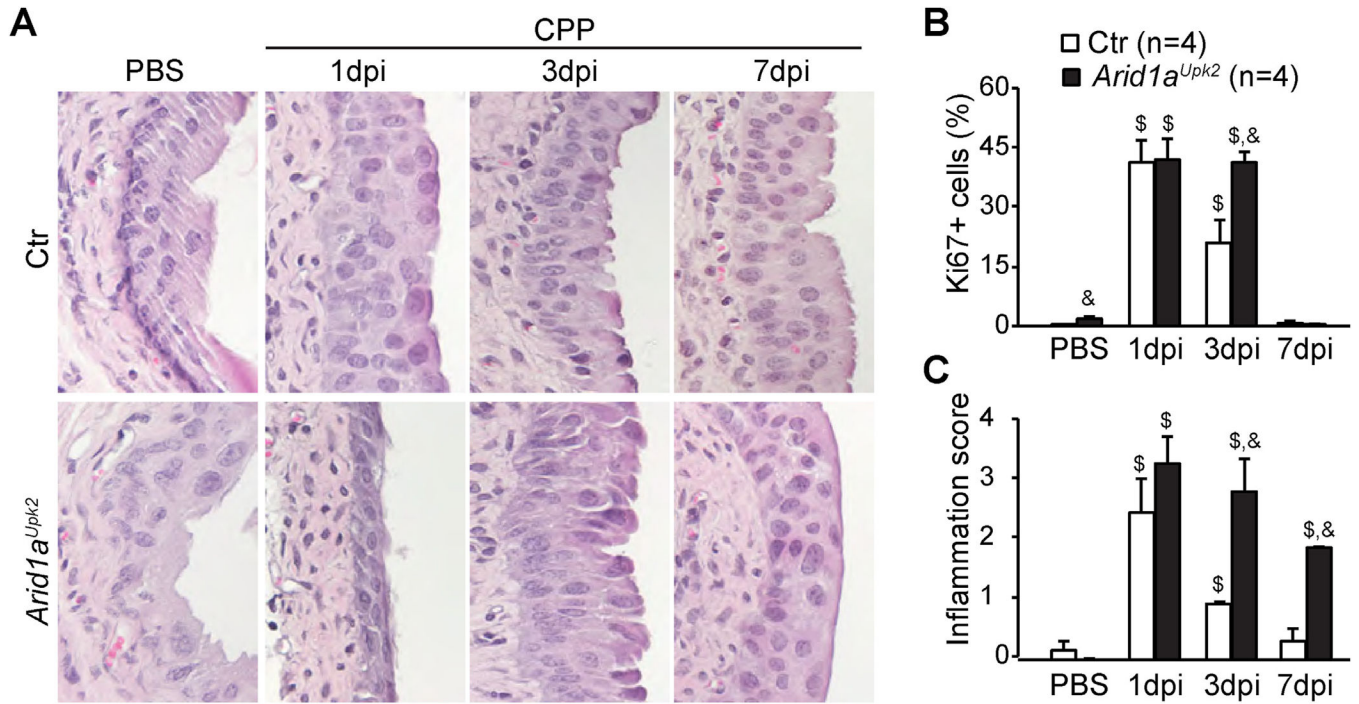 A
CPP
PBS
1dpi
3dpi
7dpi
Ctr
Arid1aUpk2
B
Ctr (n=4)
Arid1aUpk2 (n=4)
Ki67+ cells (%)
60
45
30
15
0
&
$
$
$
$,&
PBS
1dpi
3dpi
7dpi
C
Inflammation score
4
3
2
1
0
$
$
$
$,&
$,&
PBS
1dpi
3dpi
7dpi